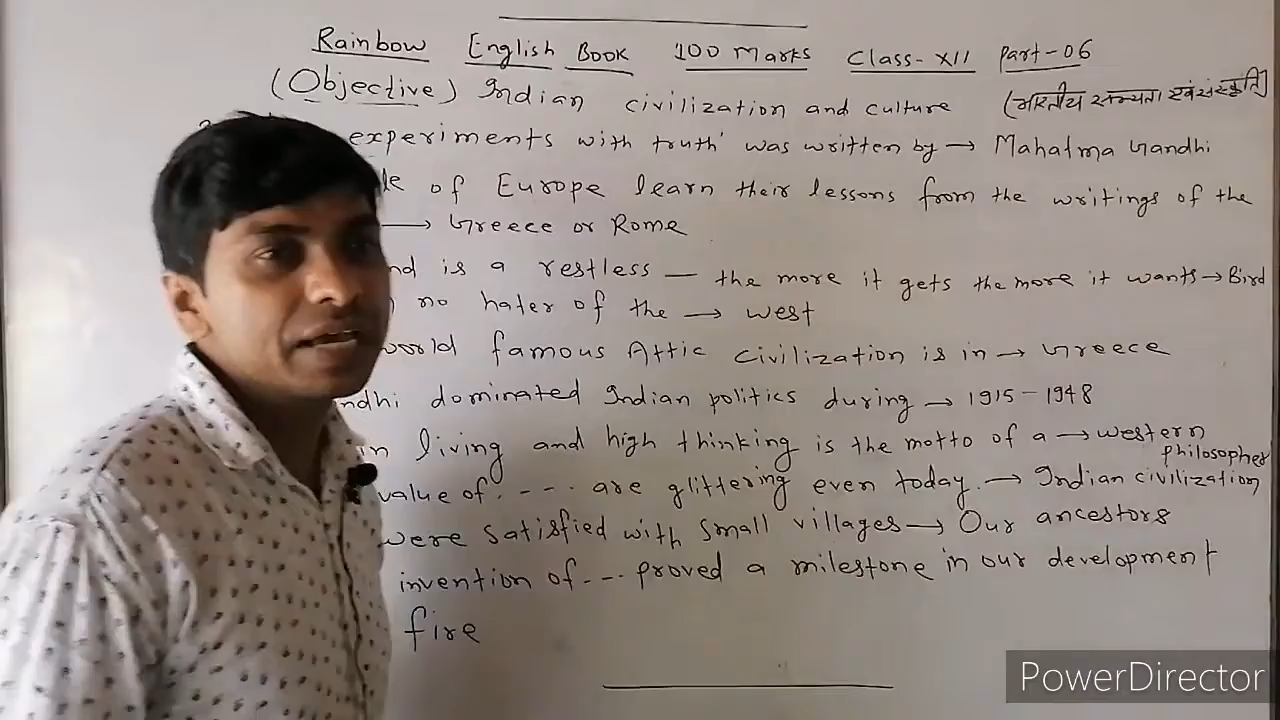 Rainbow English Book 100 Marks Class-XII Part-06
(Objective) Indian civilization and culture (भारतीय सभ्यता एवं संस्कृति)
experiments with truth' was written by → Mahatma Gandhi
of Europe learn their lessons from the writings of the
→ Greece or Rome
is a restless — the more it gets the more it wants → Bird
no hater of the → west
world famous Attic civilization is in → Greece
dominated Indian politics during → 1915-1948
living and high thinking is the motto of a → western philosopher
value of .--- are glittering even today. → Indian civilization
were satisfied with small villages → Our ancestors
invention of --- proved a milestone in our development
fire
PowerDirector